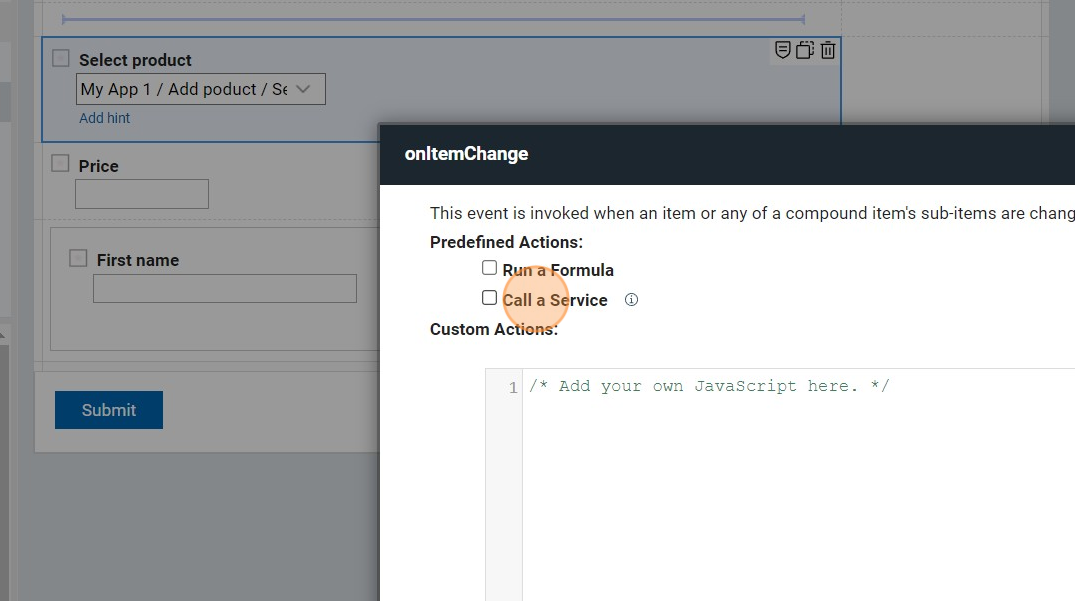 Select product
My App 1 / Add poduct / Se
Add hint
Price
First name
Submit
onItemChange
This event is invoked when an item or any of a compound item's sub-items are chang
Predefined Actions:
Run a Formula
Call a Service
Custom Actions:
1 /* Add your own JavaScript here. */